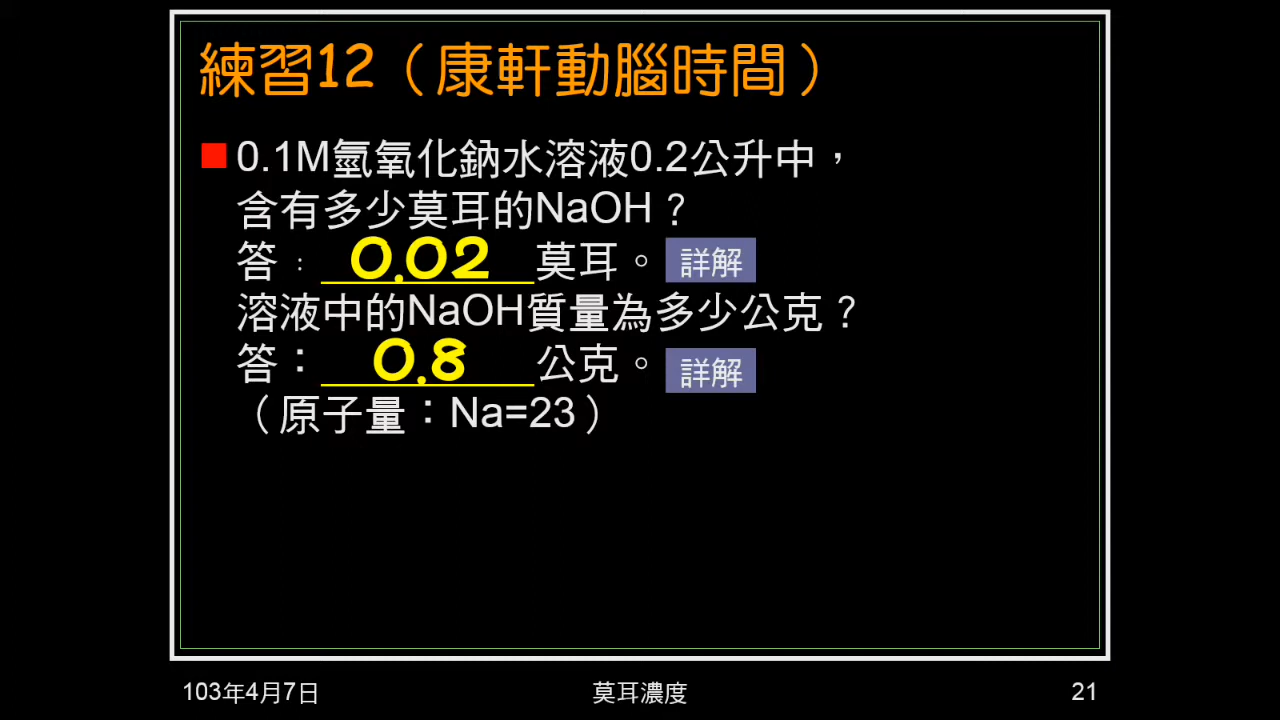 練習12（康軒動腦時間）
0.1M氫氧化鈉水溶液0.2公升中，
含有多少莫耳的NaOH？
答：0.02莫耳。 詳解
溶液中的NaOH質量為多少公克？
答：0.8公克。 詳解
（原子量：Na=23）
103年4月7日 莫耳濃度 21